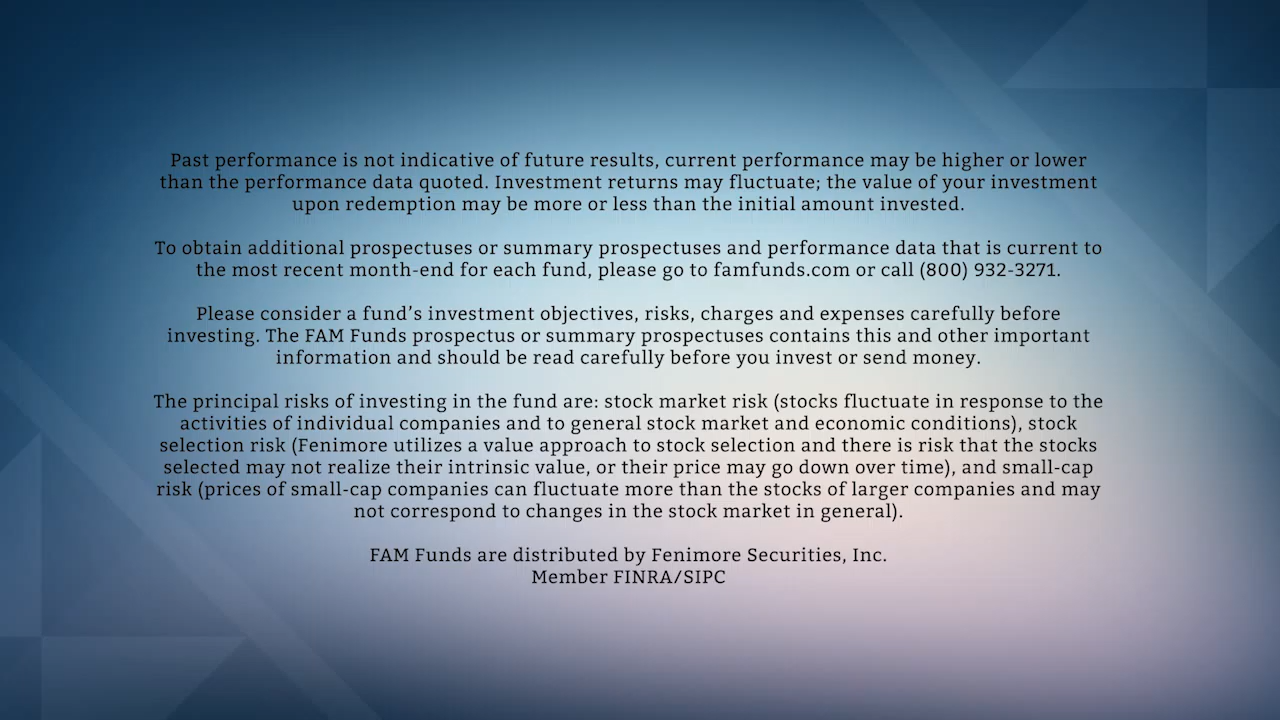 Past performance is not indicative of future results, current performance may be higher or lower
than the performance data quoted. Investment returns may fluctuate; the value of your investment
upon redemption may be more or less than the initial amount invested.
To obtain additional prospectuses or summary prospectuses and performance data that is current to
the most recent month-end for each fund, please go to famfunds.com or call (800) 932-3271.
Please consider a fund’s investment objectives, risks, charges and expenses carefully before
investing. The FAM Funds prospectus or summary prospectuses contains this and other important
information and should be read carefully before you invest or send money.
The principal risks of investing in the fund are: stock market risk (stocks fluctuate in response to the
activities of individual companies and to general stock market and economic conditions), stock
selection risk (Fenimore utilizes a value approach to stock selection and there is risk that the stocks
selected may not realize their intrinsic value, or their price may go down over time), and small-cap
risk (prices of small-cap companies can fluctuate more than the stocks of larger companies and may
not correspond to changes in the stock market in general).
FAM Funds are distributed by Fenimore Securities, Inc.
Member FINRA/SIPC